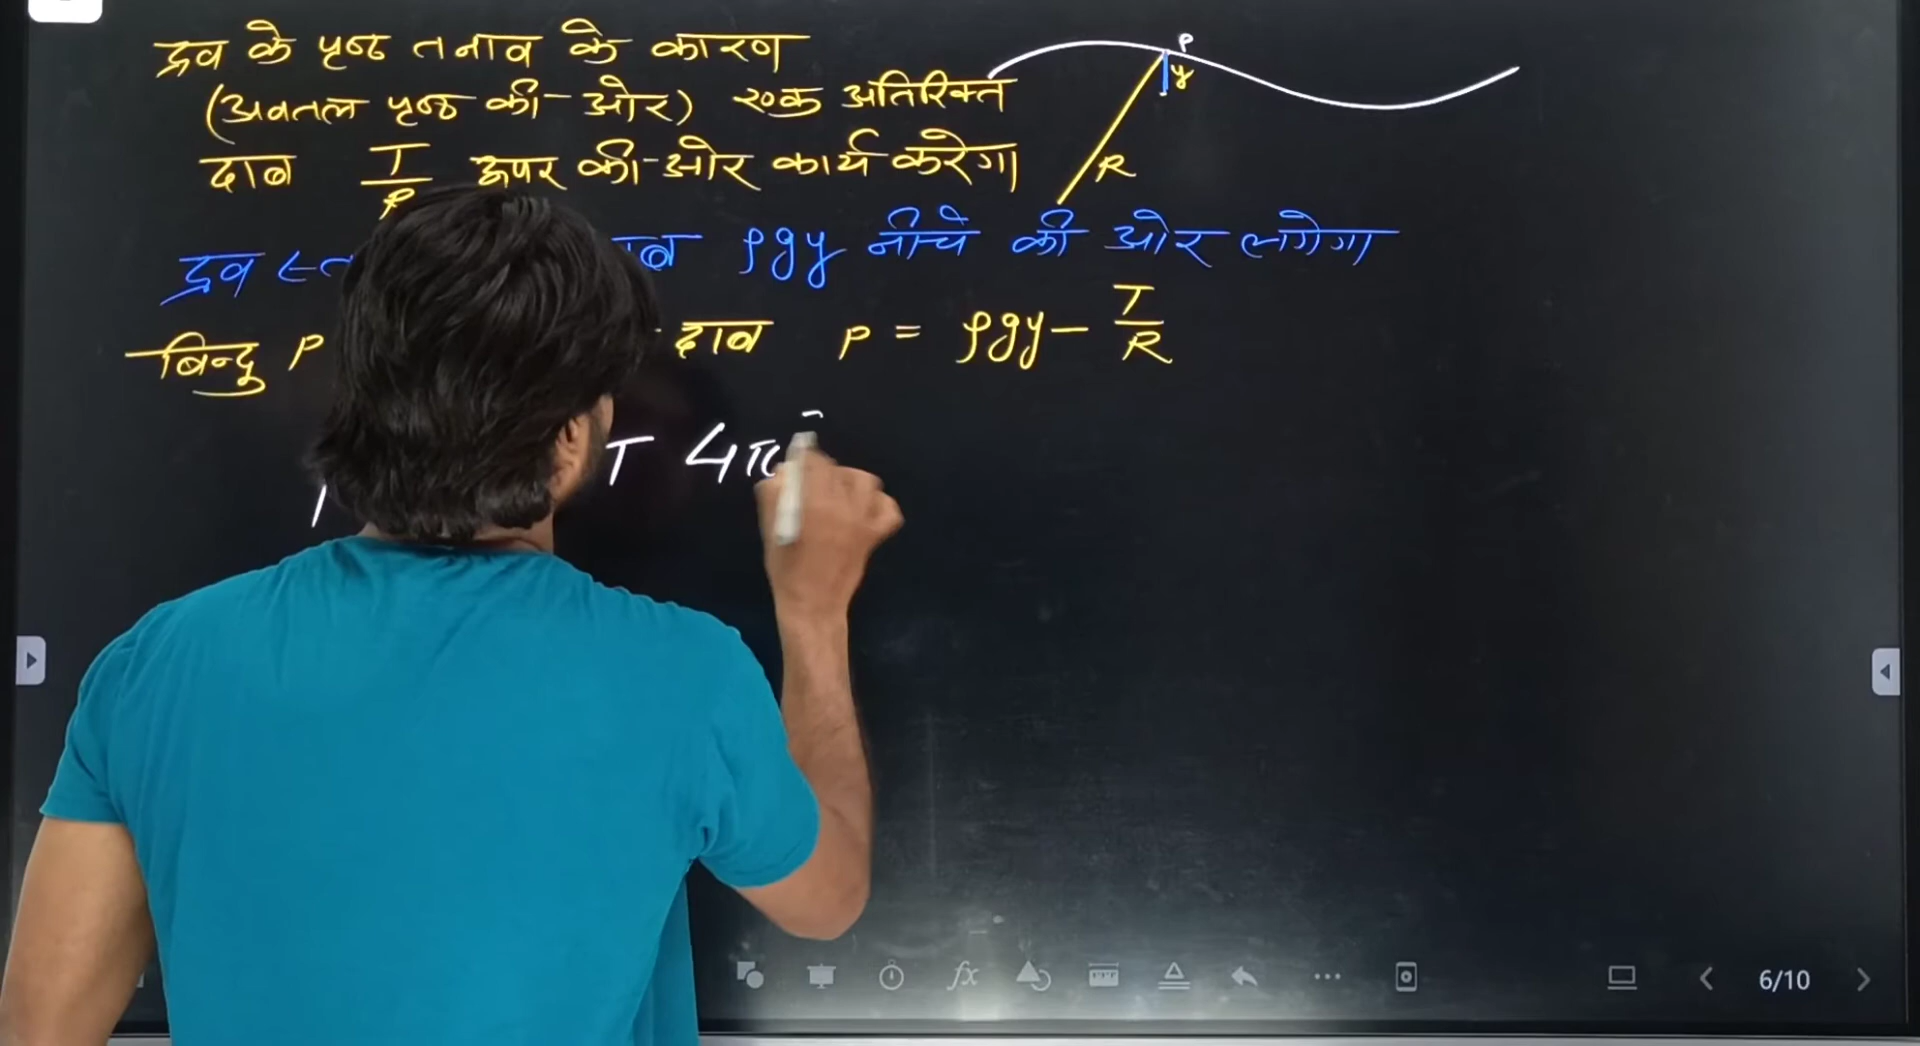 द्रव के पृष्ठ तनाव के कारण
(अवतल पृष्ठ की ओर) एक अतिरिक्त
दाब T/R ऊपर की ओर कार्य करेगा
P
y
R
द्रव ρgy नीचे की ओर लगेगा
बिन्दु P दाब P = ρgy - T/R
T 4π
6/10